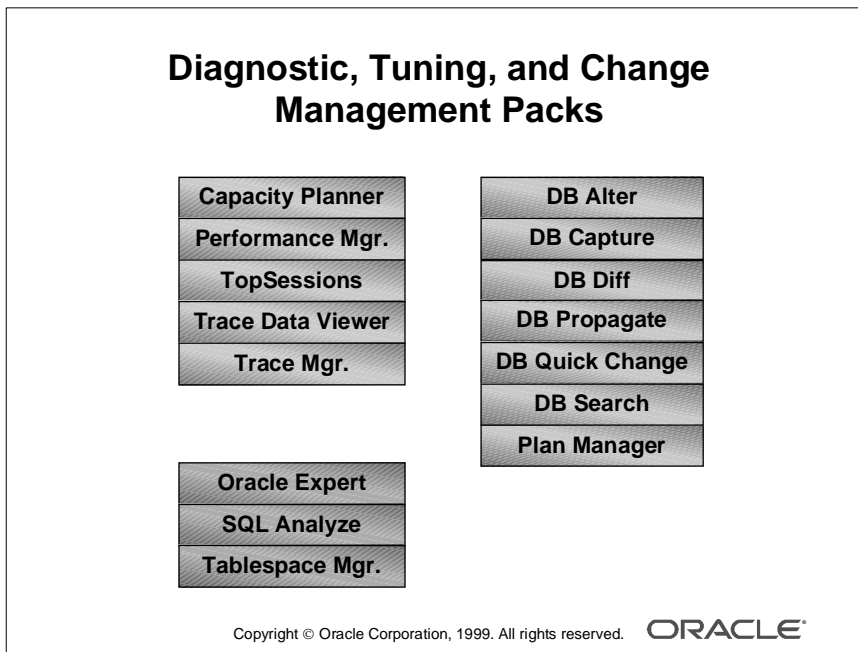 Diagnostic, Tuning, and Change
Management Packs
Capacity Planner
Performance Mgr.
TopSessions
Trace Data Viewer
Trace Mgr.
Oracle Expert
SQL Analyze
Tablespace Mgr.
DB Alter
DB Capture
DB Diff
DB Propagate
DB Quick Change
DB Search
Plan Manager
Copyright © Oracle Corporation, 1999. All rights reserved.
ORACLE®